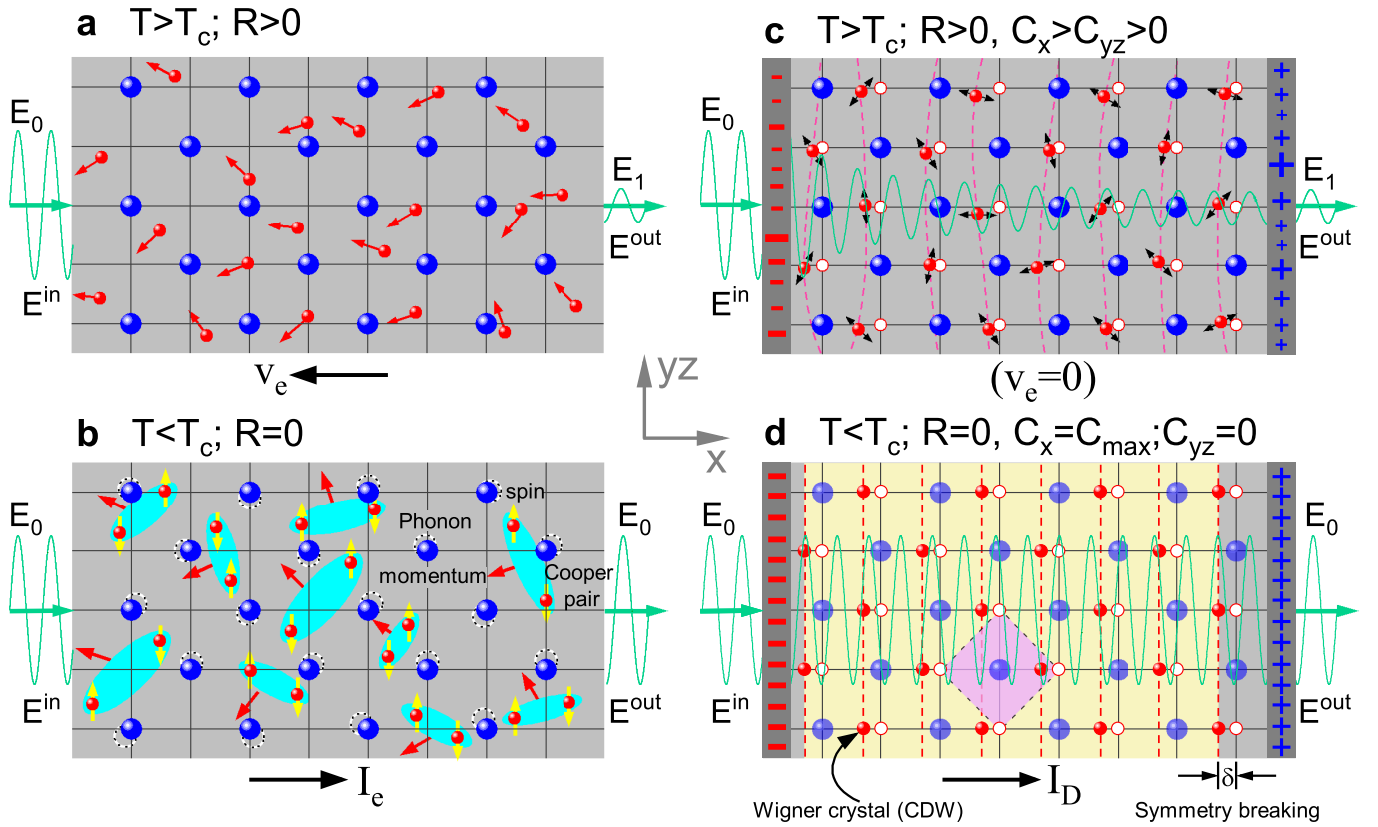 a T>Tc; R>0
E0
Ein
E1
Eout
ve
c T>Tc; R>0, Cx>Cyz>0
E0
Ein
E1
Eout
(ve=0)
yz
x
b T<Tc; R=0
E0
Ein
spin
Phonon
momentum
Cooper
pair
E0
Eout
Ie
d T<Tc; R=0, Cx=Cmax;Cyz=0
E0
Ein
E0
Eout
ID
δ
Wigner crystal (CDW)
Symmetry breaking